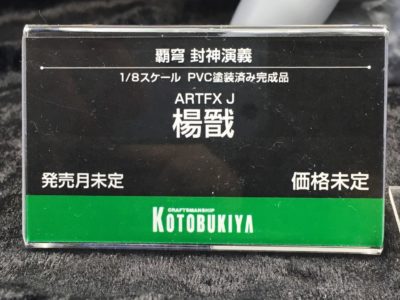 覇穹 封神演義
1/8スケール PVC塗装済み完成品
ARTFX J
楊戩
発売月未定 価格未定
CRAFTSMANSHIP
KOTOBUKIYA